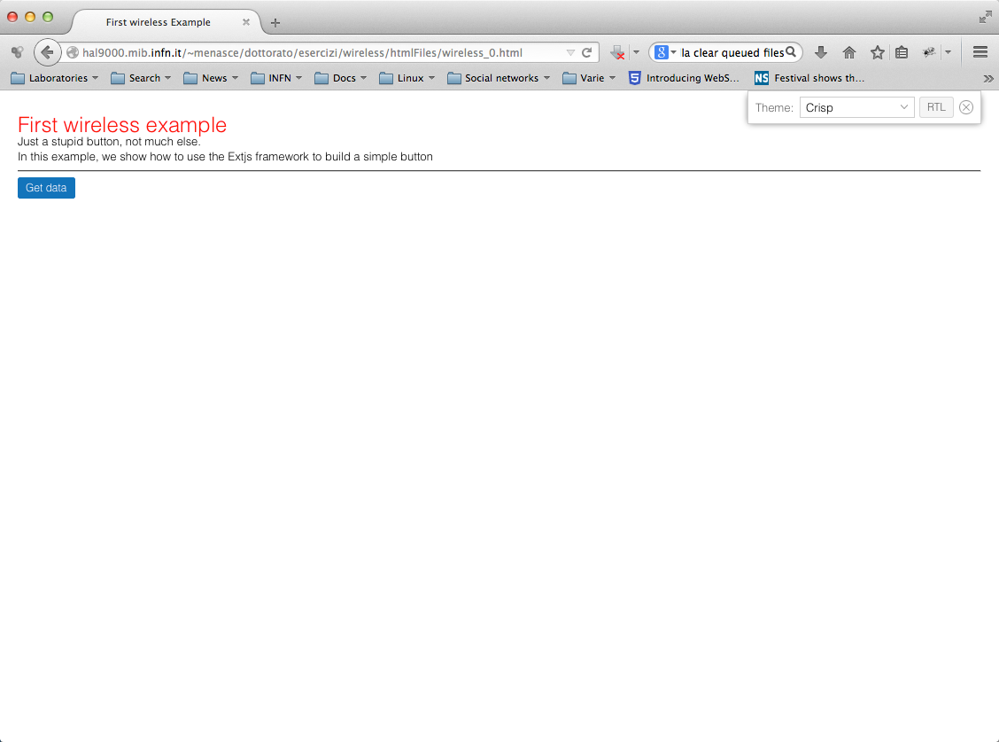 First wireless Example
hal9000.mib.infn.it/~menasce/dottorato/esercizi/wireless/htmlFiles/wireless_0.html
8 la clear queued files
Laboratories Search News INFN Docs Linux Social networks Varie 5 Introducing WebS... NS Festival shows th...
Theme: Crisp RTL
First wireless example
Just a stupid button, not much else.
In this example, we show how to use the Extjs framework to build a simple button
Get data